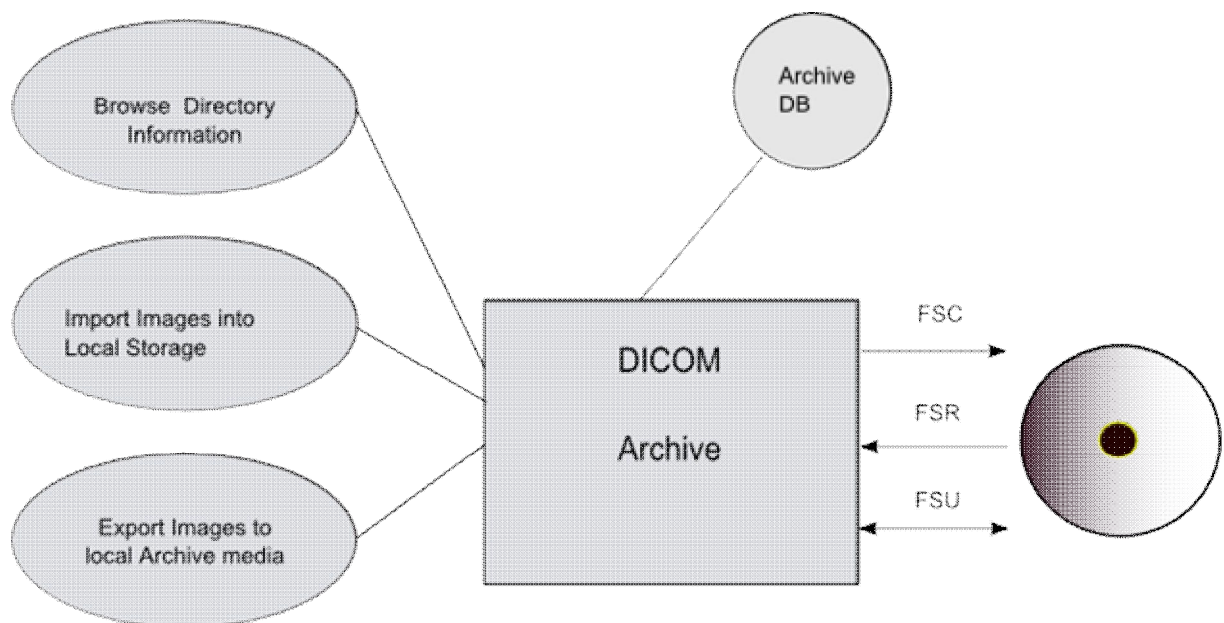 Browse Directory
Information
Archive
DB
Import Images into
Local Storage
DICOM
Archive
FSC
FSR
FSU
Export Images to
local Archive media